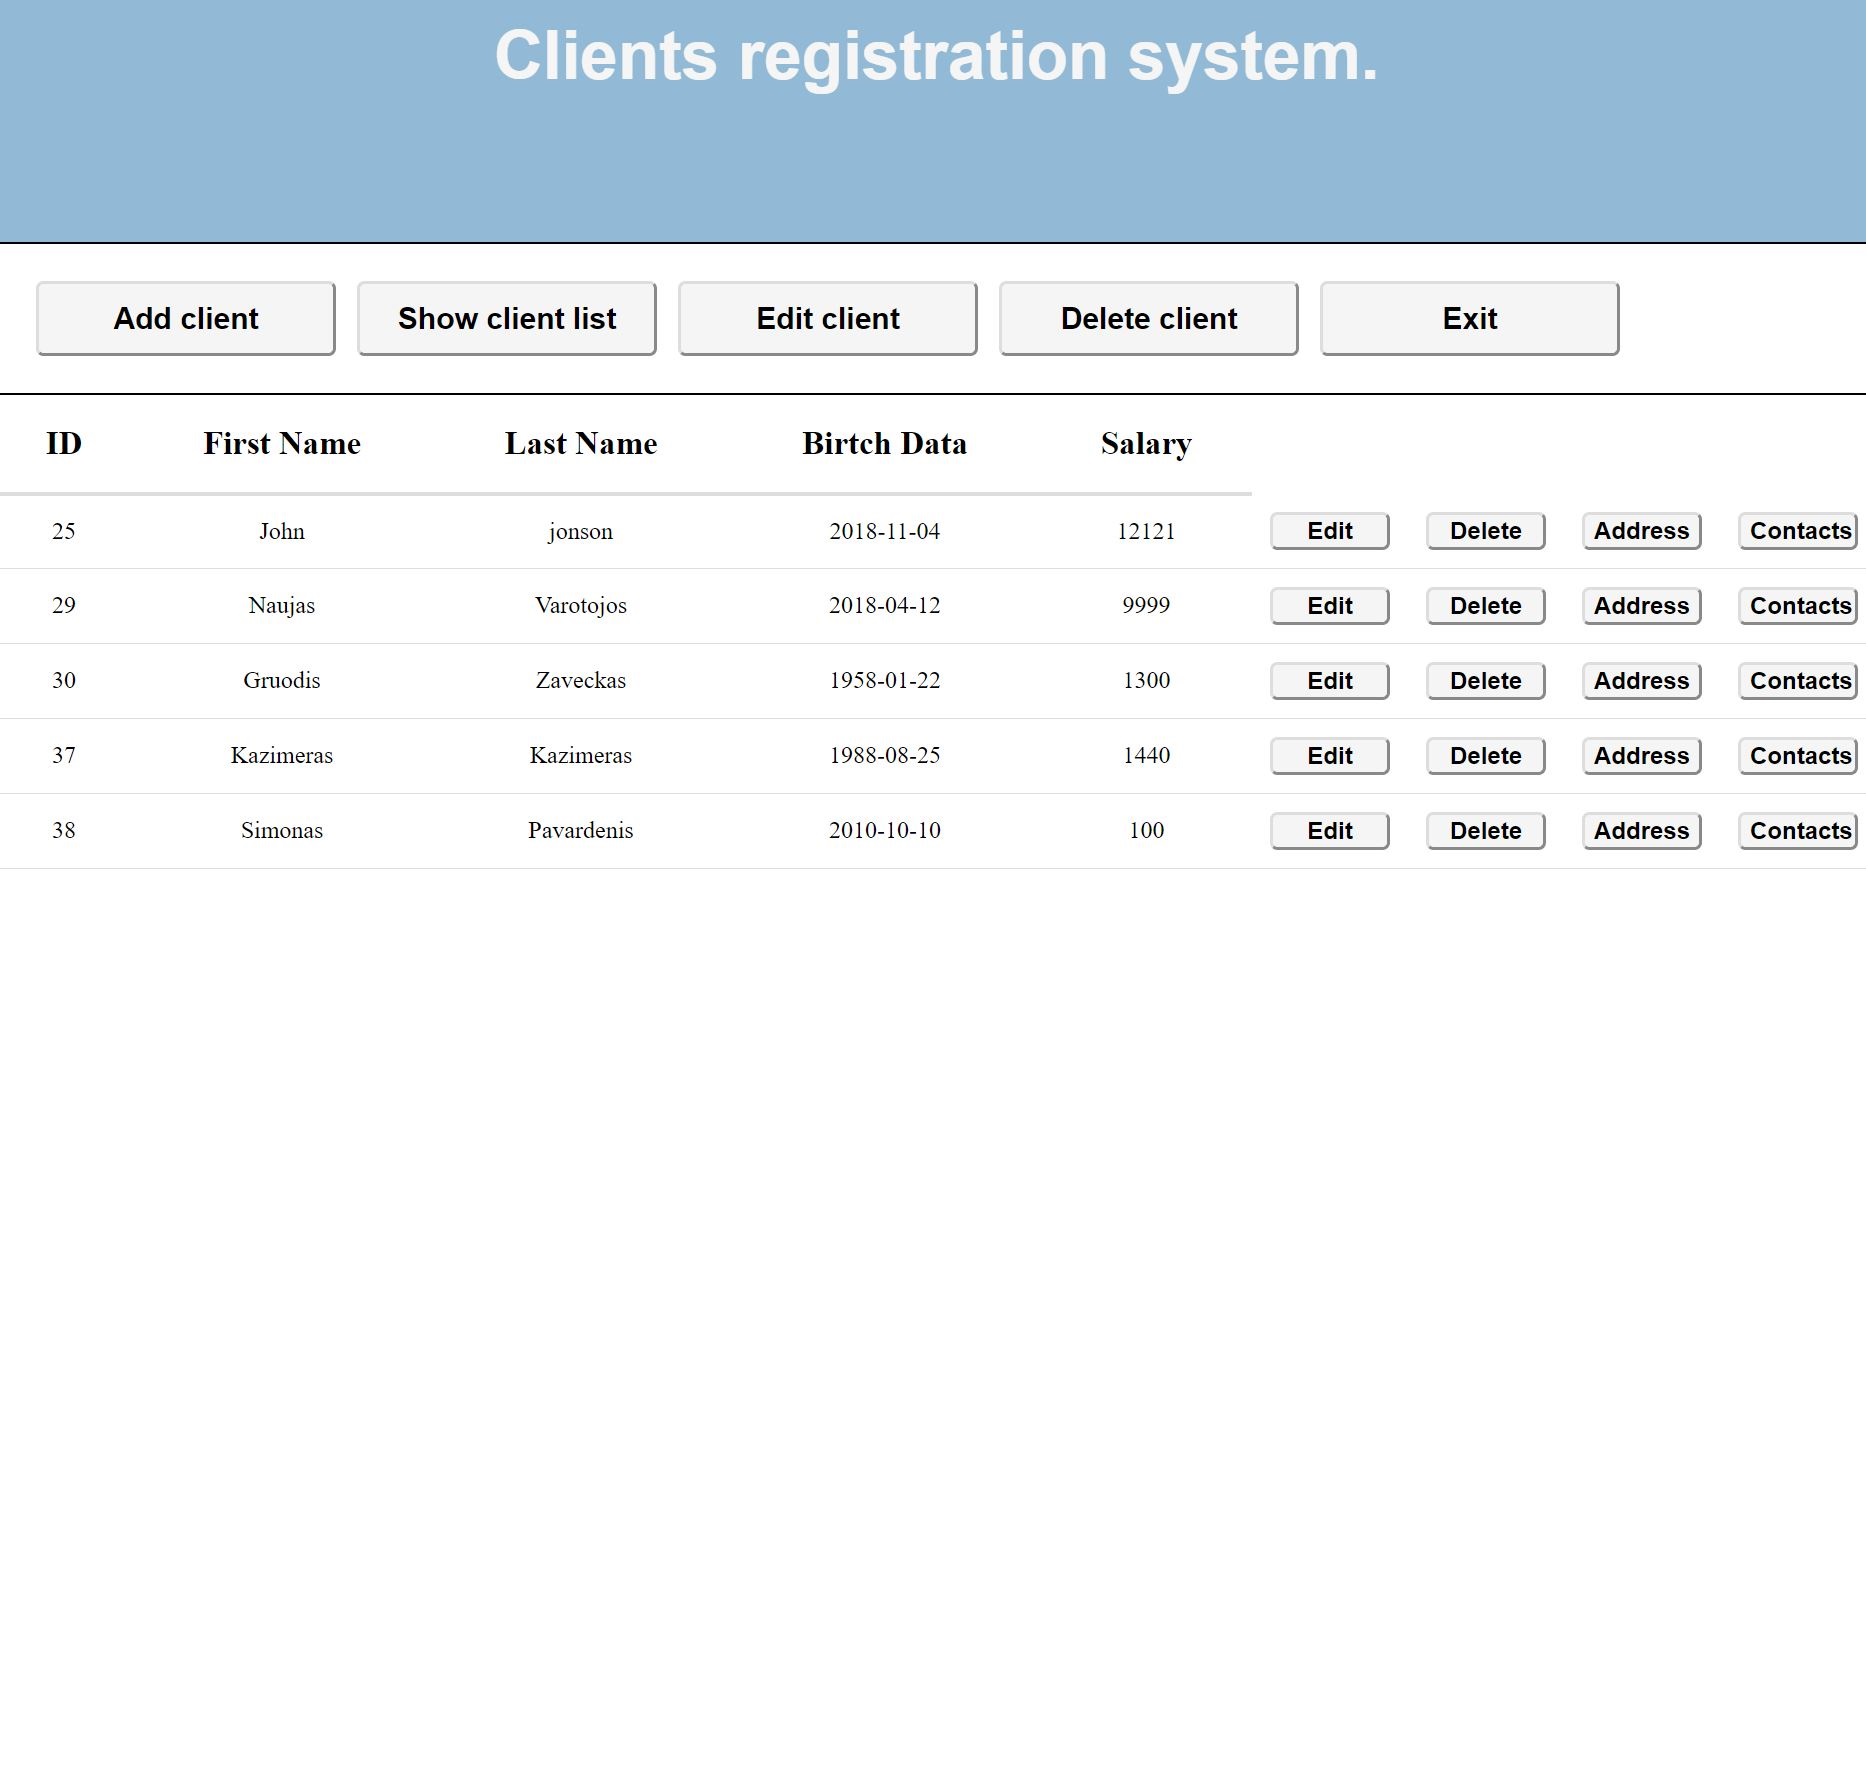 Clients registration system.
Add client Show client list Edit client Delete client Exit
ID First Name Last Name Birtch Data Salary
25 John jonson 2018-11-04 12121 Edit Delete Address Contacts
29 Naujas Varotojos 2018-04-12 9999 Edit Delete Address Contacts
30 Gruodis Zaveckas 1958-01-22 1300 Edit Delete Address Contacts
37 Kazimeras Kazimeras 1988-08-25 1440 Edit Delete Address Contacts
38 Simonas Pavardenis 2010-10-10 100 Edit Delete Address Contacts